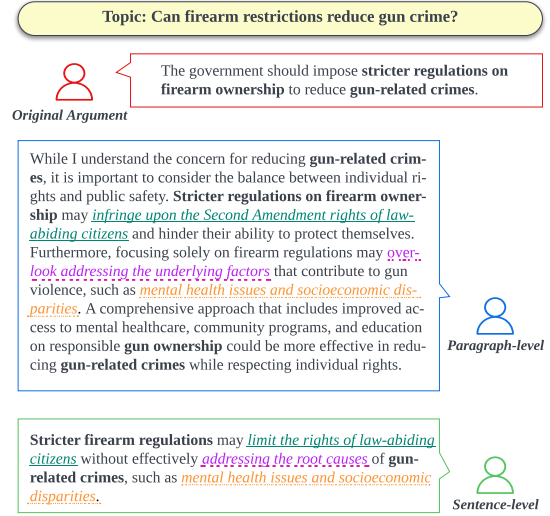 Topic: Can firearm restrictions reduce gun crime?
The government should impose stricter regulations on
firearm ownership to reduce gun-related crimes.
Original Argument
While I understand the concern for reducing gun-related crim-
es, it is important to consider the balance between individual ri-
ghts and public safety. Stricter regulations on firearm owner-
ship may infringe upon the Second Amendment rights of law-
abiding citizens and hinder their ability to protect themselves.
Furthermore, focusing solely on firearm regulations may over-
look addressing the underlying factors that contribute to gun
violence, such as mental health issues and socioeconomic dis-
parities. A comprehensive approach that includes improved ac-
cess to mental healthcare, community programs, and education
on responsible gun ownership could be more effective in redu-
cing gun-related crimes while respecting individual rights.
Paragraph-level
Stricter firearm regulations may limit the rights of law-abiding
citizens without effectively addressing the root causes of gun-
related crimes, such as mental health issues and socioeconomic
disparities.
Sentence-level